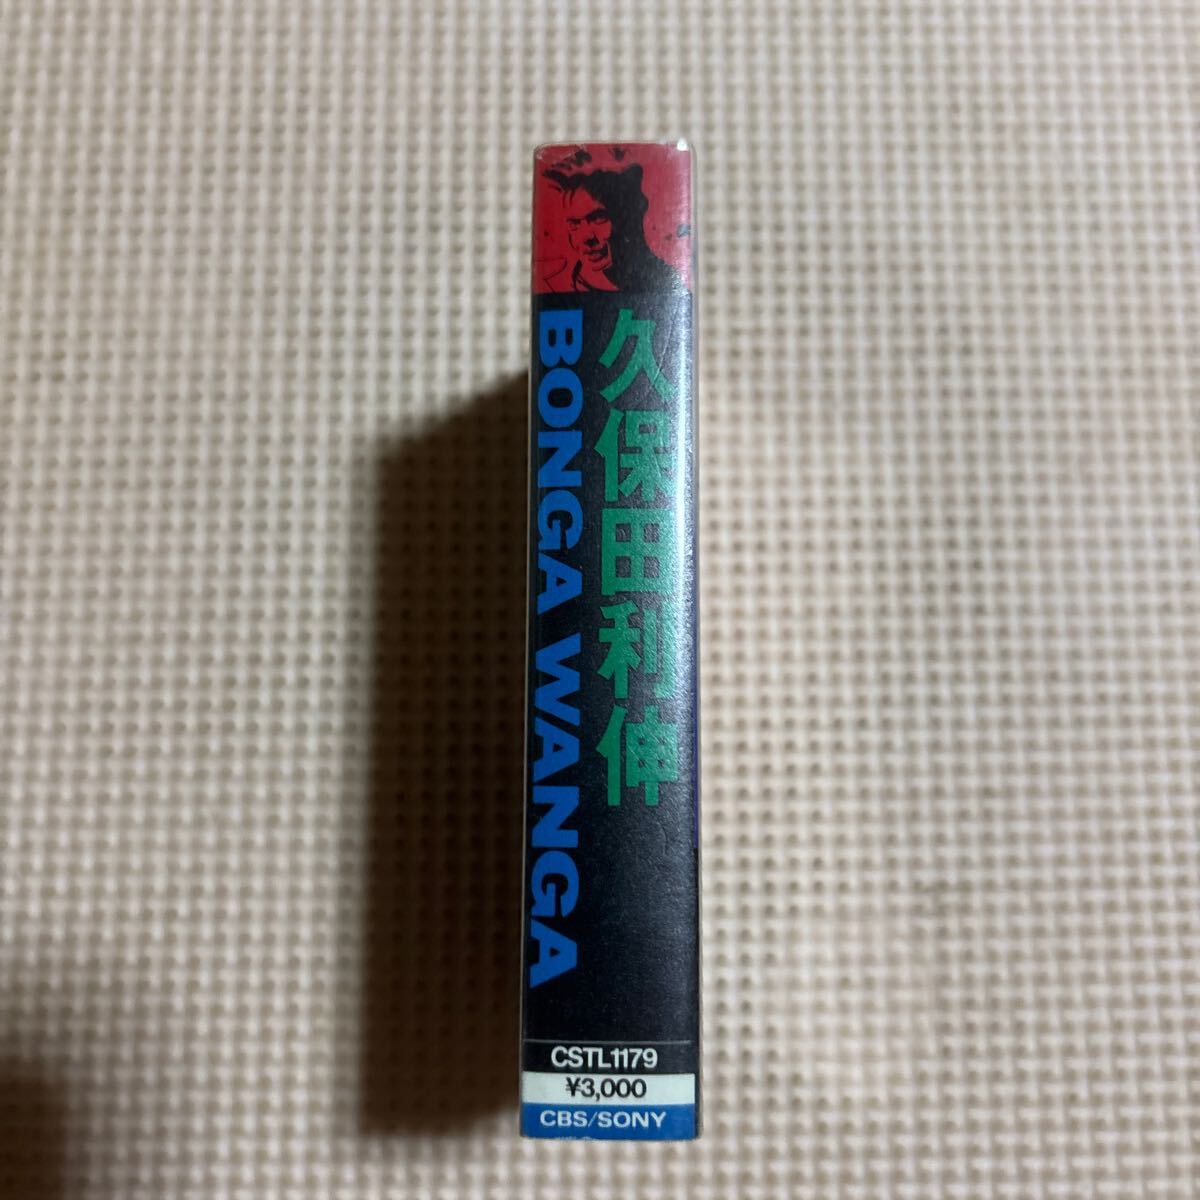 久保田利伸
BONGA WANGA
CSTL1179
¥3,000
CBS/SONY